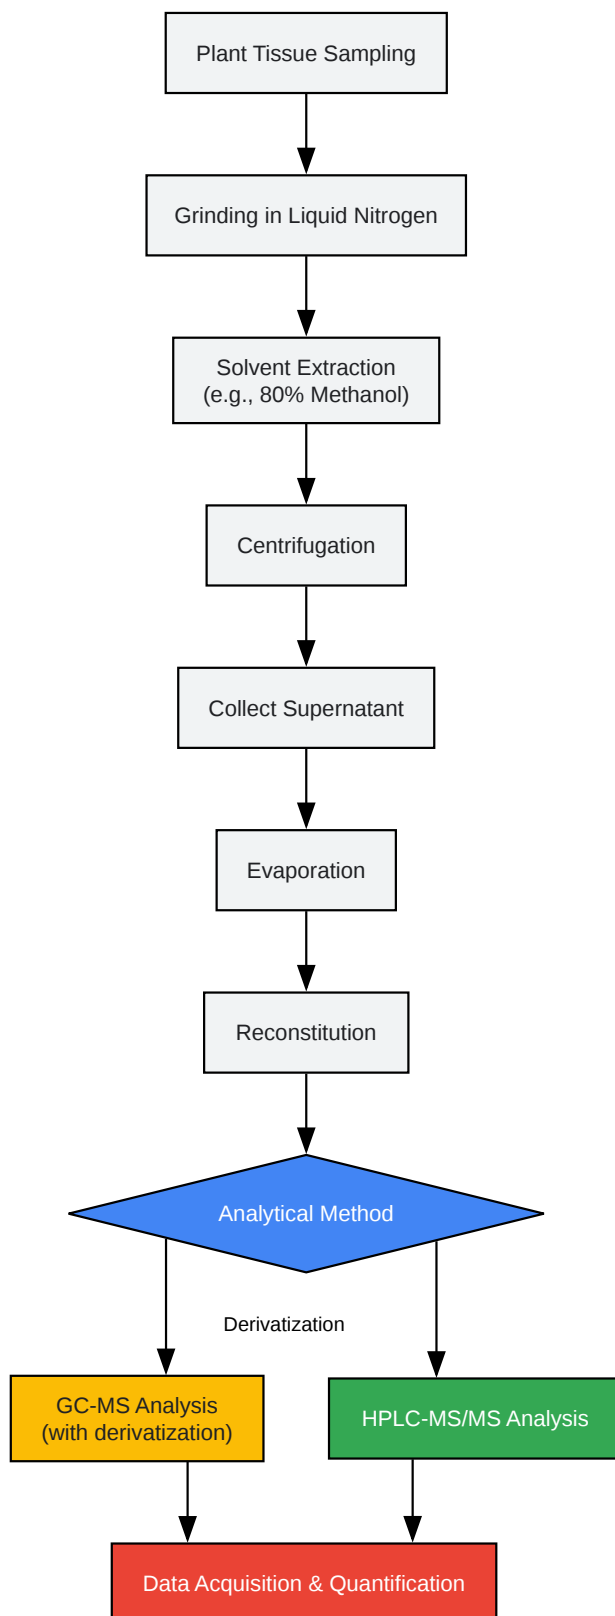 Plant Tissue Sampling
Grinding in Liquid Nitrogen
Solvent Extraction
(e.g., 80% Methanol)
Centrifugation
Collect Supernatant
Evaporation
Reconstitution
Analytical Method
Derivatization
GC-MS Analysis
(with derivatization)
HPLC-MS/MS Analysis
Data Acquisition & Quantification